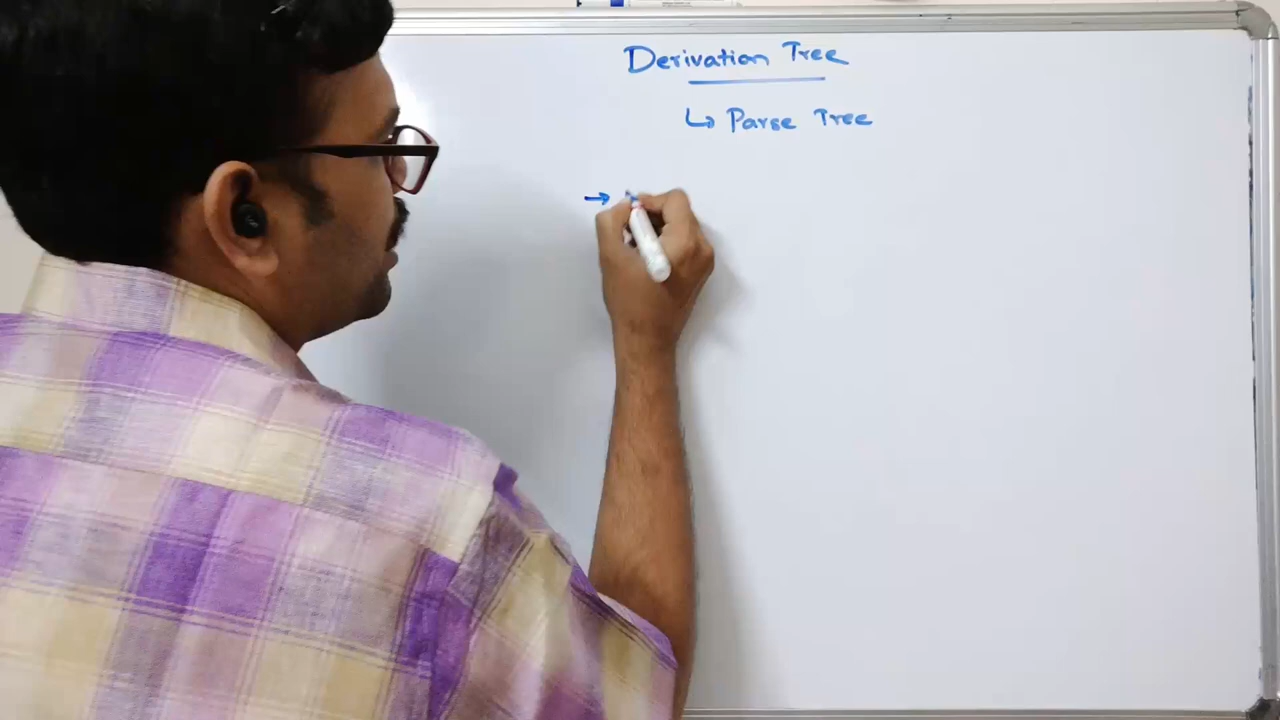 Derivation Tree
↳ Parse Tree
→